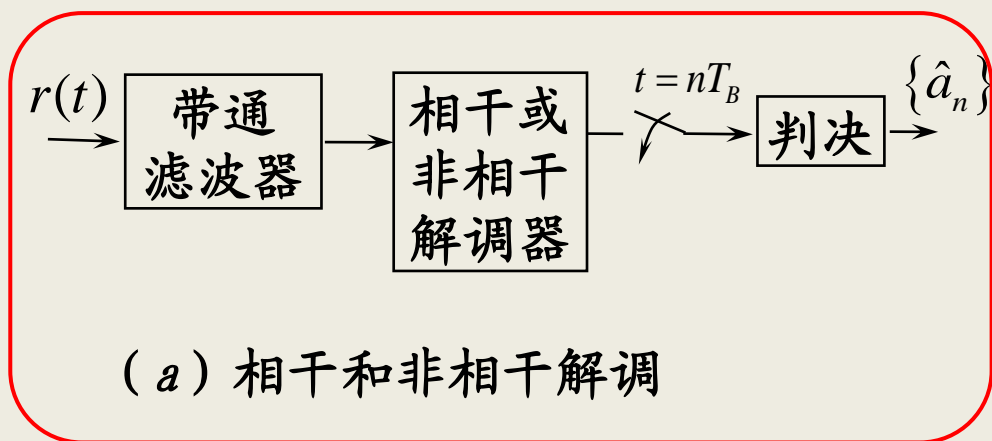 r(t)
带通
滤波器
相干或
非相干
解调器
t = nT_B
判决
{â_n}
(a) 相干和非相干解调